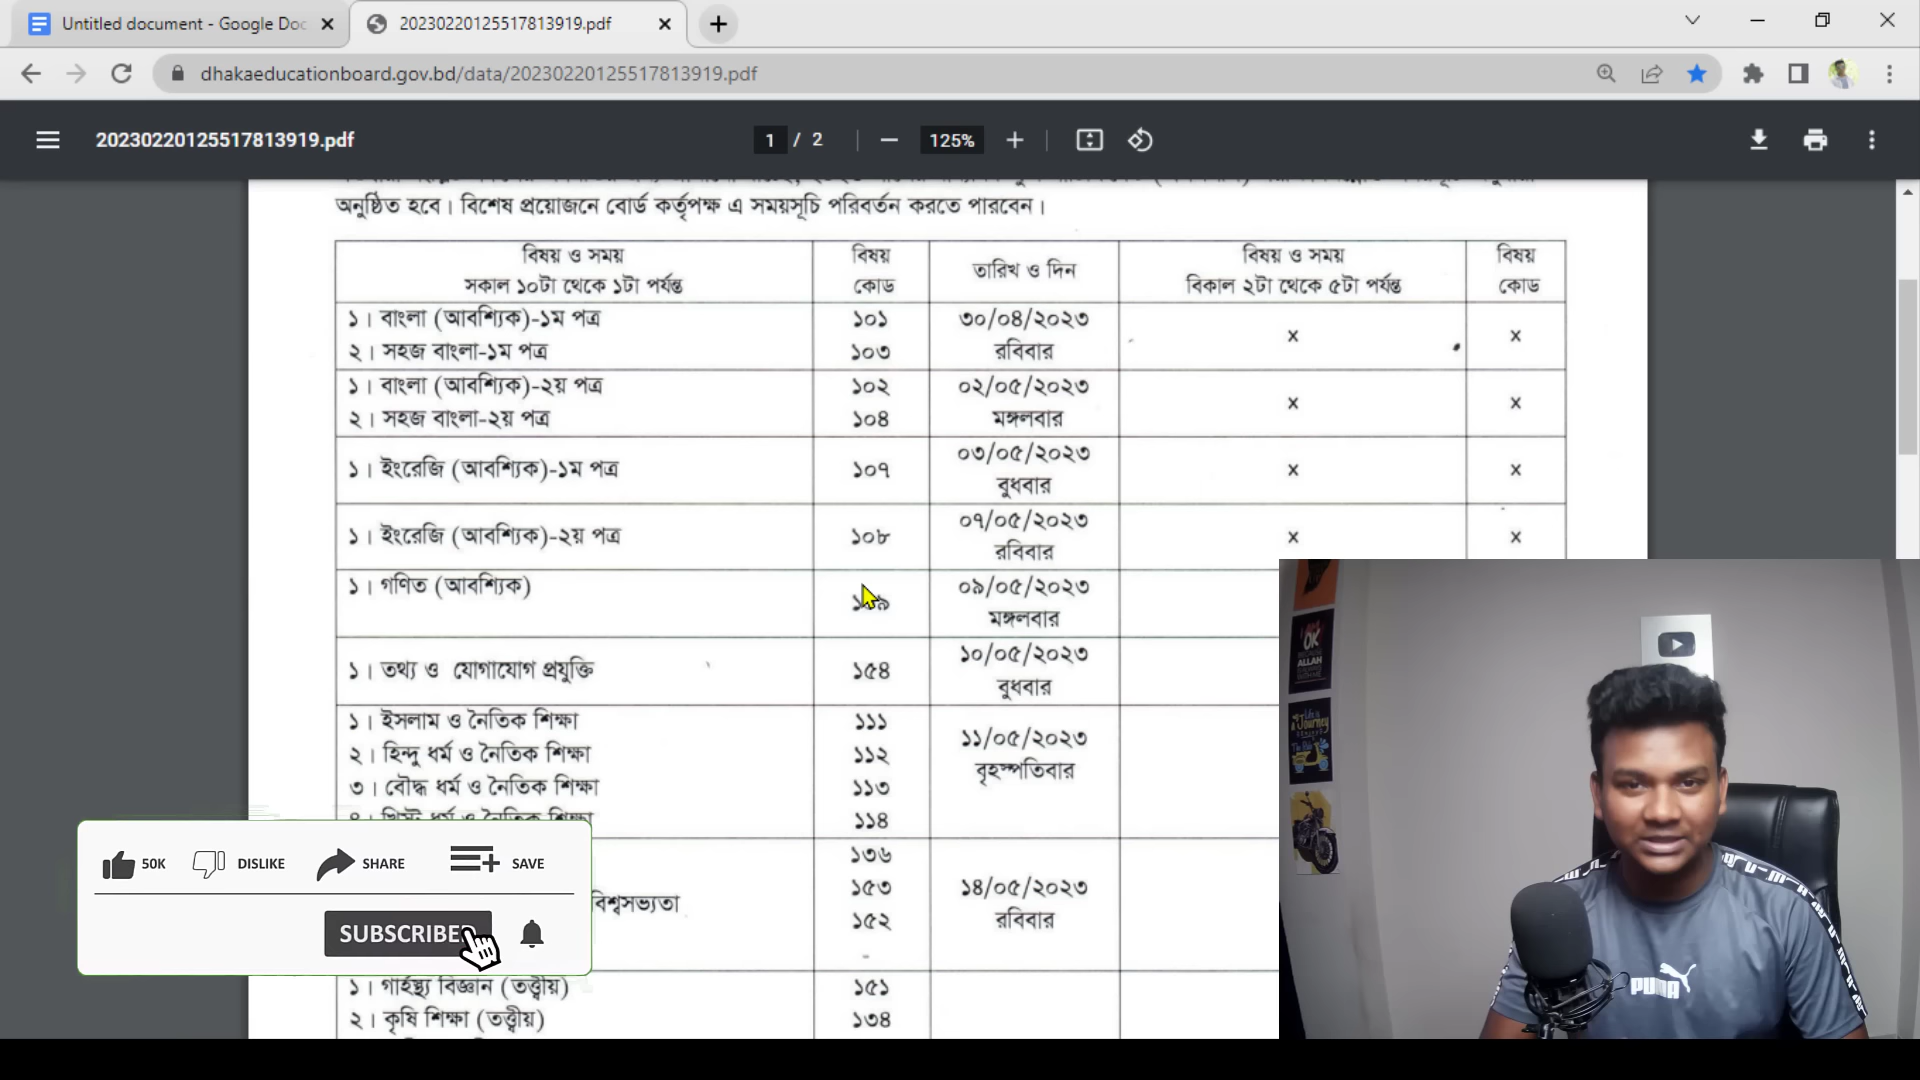 Untitled document - Google Doc
20230220125517813919.pdf
dhakaeducationboard.gov.bd/data/20230220125517813919.pdf
20230220125517813919.pdf
1 / 2
125%
অনুষ্ঠিত হবে। বিশেষ প্রয়োজনে বোর্ড কর্তৃপক্ষ এ সময়সূচি পরিবর্তন করতে পারবেন।
বিষয় ও সময় বিষয় তারিখ ও দিন বিষয় ও সময় বিষয়
সকাল ১০টা থেকে ১টা পর্যন্ত কোড বিকাল ২টা থেকে ৫টা পর্যন্ত কোড
১। বাংলা (আবশ্যিক)-১ম পত্র ১০১ ৩০/০৪/২০২৩ x x
২। সহজ বাংলা-১ম পত্র ১০৩ রবিবার
১। বাংলা (আবশ্যিক)-২য় পত্র ১০২ ০২/০৫/২০২৩ x x
২। সহজ বাংলা-২য় পত্র ১০৪ মঙ্গলবার
১। ইংরেজি (আবশ্যিক)-১ম পত্র ১০৭ ০৩/০৫/২০২৩ x x
বুধবার
১। ইংরেজি (আবশ্যিক)-২য় পত্র ১০৮ ০৭/০৫/২০২৩ x x
রবিবার
১। গণিত (আবশ্যিক) ০৯/০৫/২০২৩
মঙ্গলবার
১। তথ্য ও যোগাযোগ প্রযুক্তি ১৫৪ ১০/০৫/২০২৩
বুধবার
১। ইসলাম ও নৈতিক শিক্ষা ১১১ ১১/০৫/২০২৩
২। হিন্দু ধর্ম ও নৈতিক শিক্ষা ১১২ বৃহস্পতিবার
৩। বৌদ্ধ ধর্ম ও নৈতিক শিক্ষা ১১৩
৪। খ্রিস্ট ধর্ম ও নৈতিক শিক্ষা ১১৪
১৩৬
১৫৩ ১৪/০৫/২০২৩
বিশ্বসভ্যতা ১৫২ রবিবার
১। গার্হস্থ্য বিজ্ঞান (তত্ত্বীয়) ১৫১
২। কৃষি শিক্ষা (তত্ত্বীয়) ১৩৪
50K DISLIKE SHARE SAVE
SUBSCRIBED
OK
ALLAH
Journey
PUMA